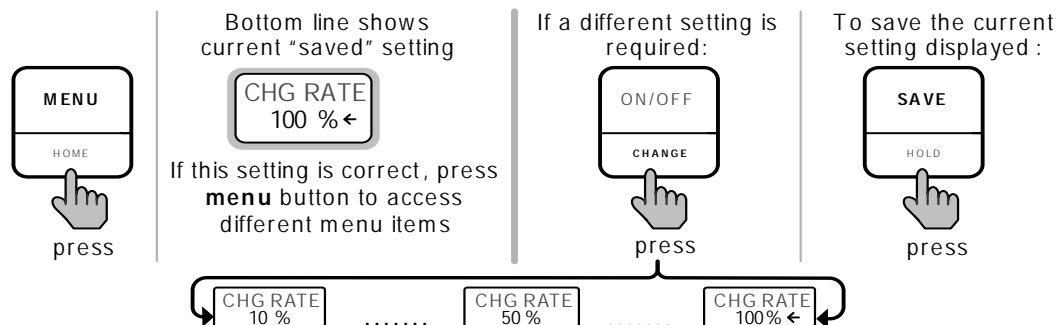 Bottom line shows
current “saved” setting
If a different setting is
required:
To save the current
setting displayed :
MENU
HOME
CHG RATE
100 % ←
ON/OFF
CHANGE
SAVE
HOLD
If this setting is correct, press
menu button to access
different menu items
press
press
press
CHG RATE
10 %
.......
CHG RATE
50 %
.......
CHG RATE
100% ←